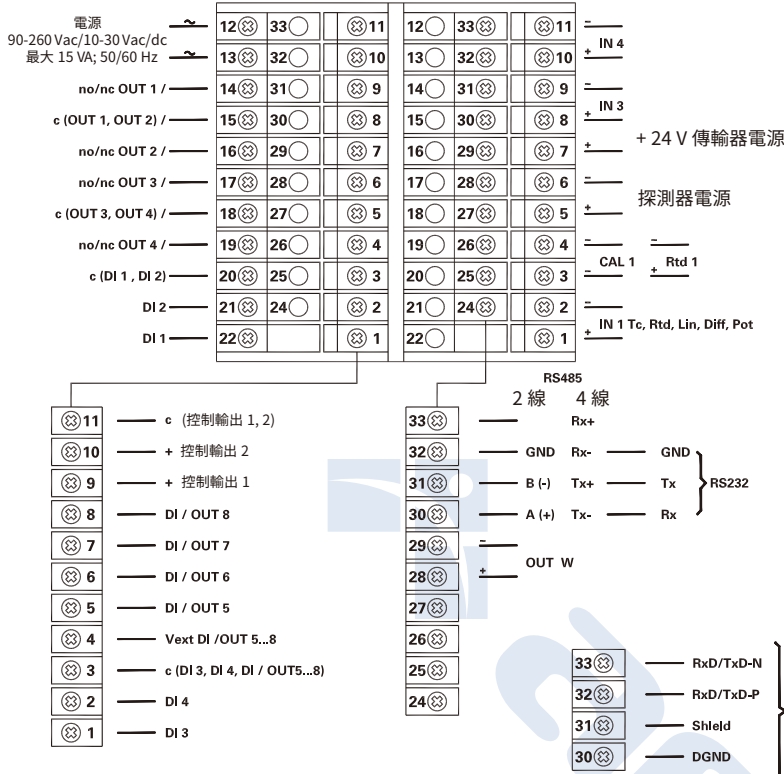 電源
90-260 Vac/10-30 Vac/dc
最大 15 VA; 50/60 Hz
no/nc OUT 1 /
c (OUT 1, OUT 2) /
no/nc OUT 2 /
no/nc OUT 3 /
c (OUT 3, OUT 4) /
no/nc OUT 4 /
c (DI 1 , DI 2)
DI 2
DI 1
~
~
12 33 11
13 32 10
14 31 9
15 30 8
16 29 7
17 28 6
18 27 5
19 26 4
20 25 3
21 24 2
22 1
12 33 11
13 32 10
14 31 9
15 30 8
16 29 7
17 28 6
18 27 5
19 26 4
20 25 3
21 24 2
22 1
- 
+ IN 4
-
+ IN 3
+ + 24 V 傳輸器電源
-
+ 探測器電源
- -
CAL 1 Rtd 1
- +
-
+ IN 1 Tc, Rtd, Lin, Diff, Pot
11 c (控制輸出 1, 2)
10 + 控制輸出 2
9 + 控制輸出 1
8 DI / OUT 8
7 DI / OUT 7
6 DI / OUT 6
5 DI / OUT 5
4 Vext DI /OUT 5...8
3 c (DI 3, DI 4, DI / OUT5...8)
2 DI 4
1 DI 3
RS485
2 線 4 線
33 Rx+
32 GND Rx- GND
31 B (-) Tx+ Tx RS232
30 A (+) Tx- Rx
29 -
OUT W
28 +
27
26
25
24
33 RxD/TxD-N
32 RxD/TxD-P
31 Shield
30 DGND